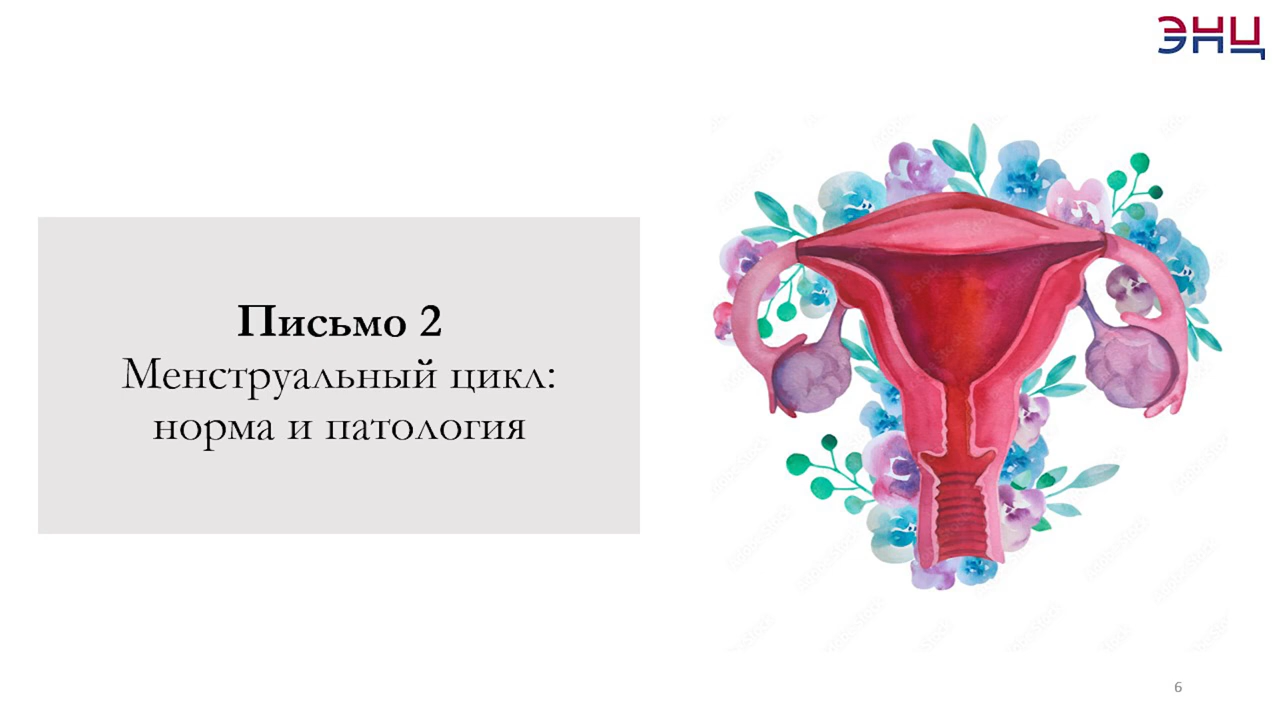 ЭНЦ
Письмо 2
Менструальный цикл:
норма и патология
6